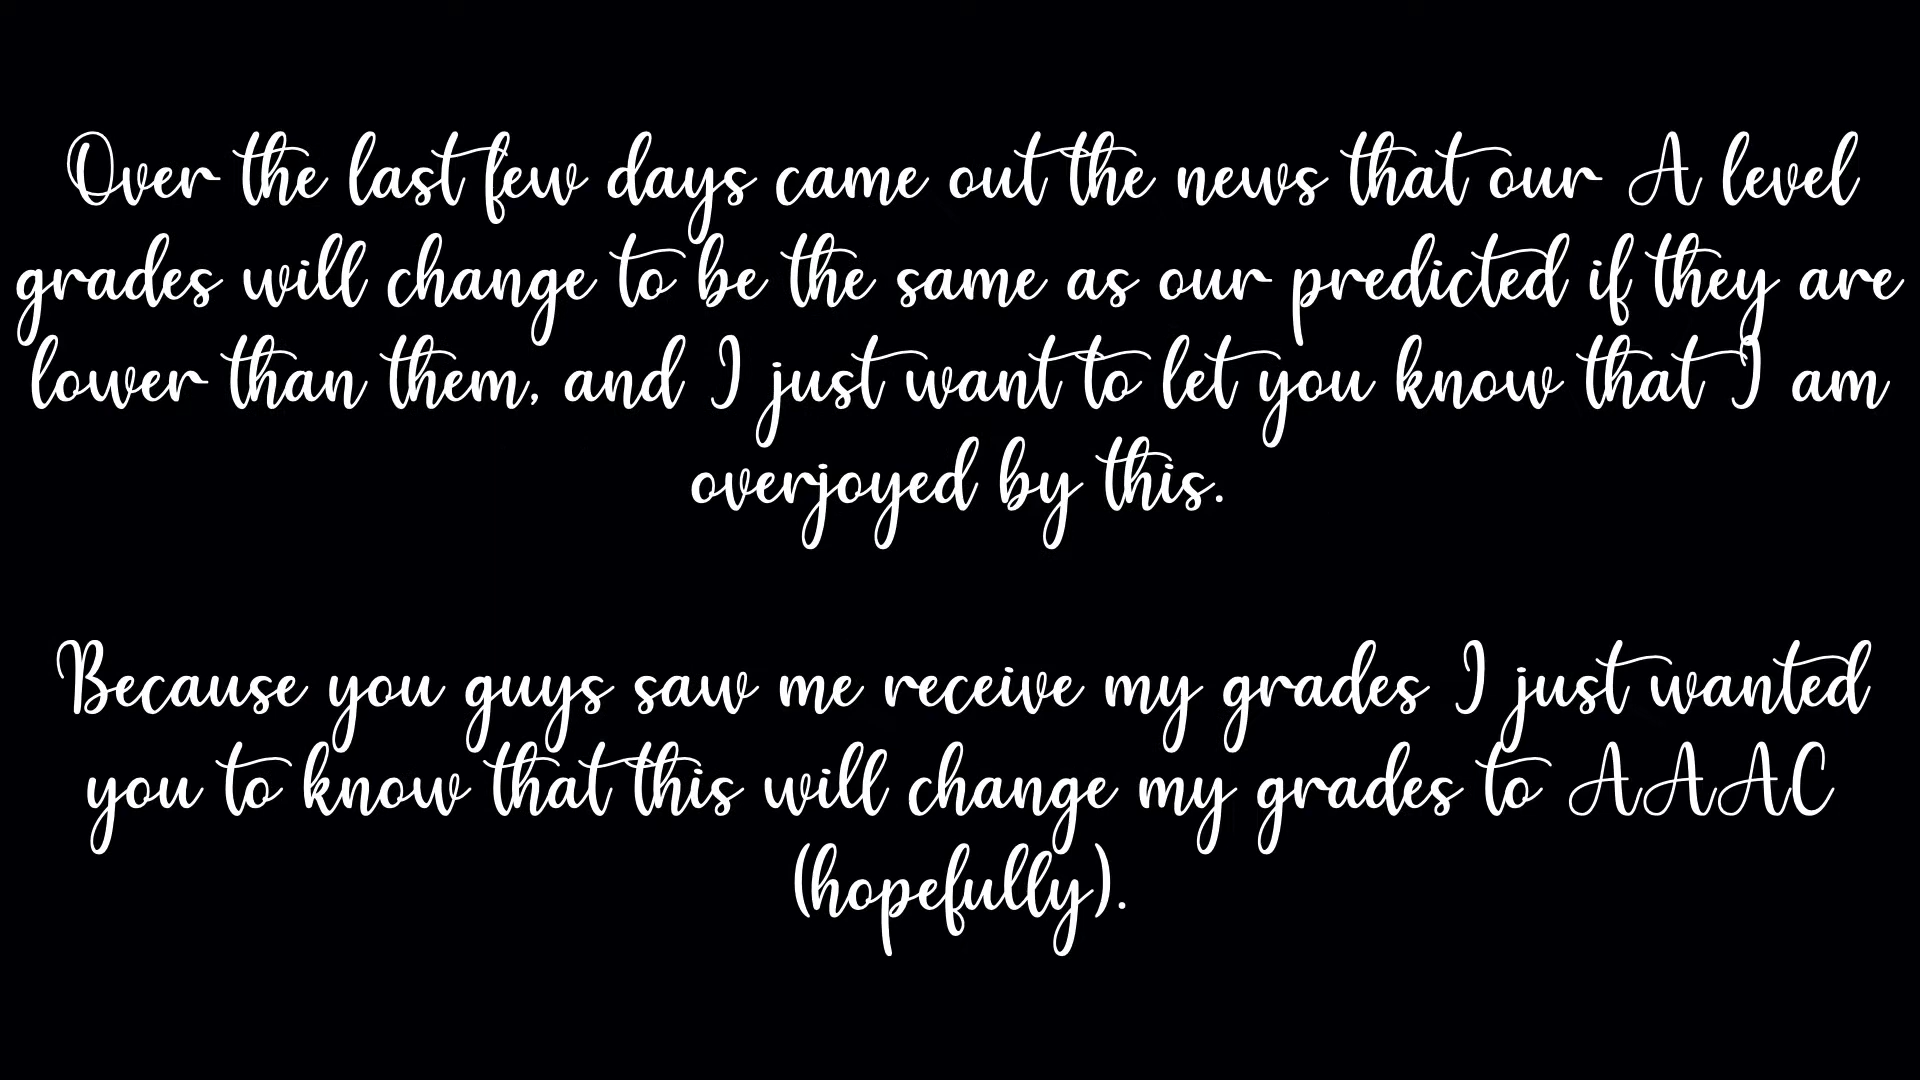 Over the last few days came out the news that our A level
grades will change to be the same as our predicted if they are
lower than them, and I just want to let you know that I am
overjoyed by this.
Because you guys saw me receive my grades I just wanted
you to know that this will change my grades to AAAC
(hopefully).